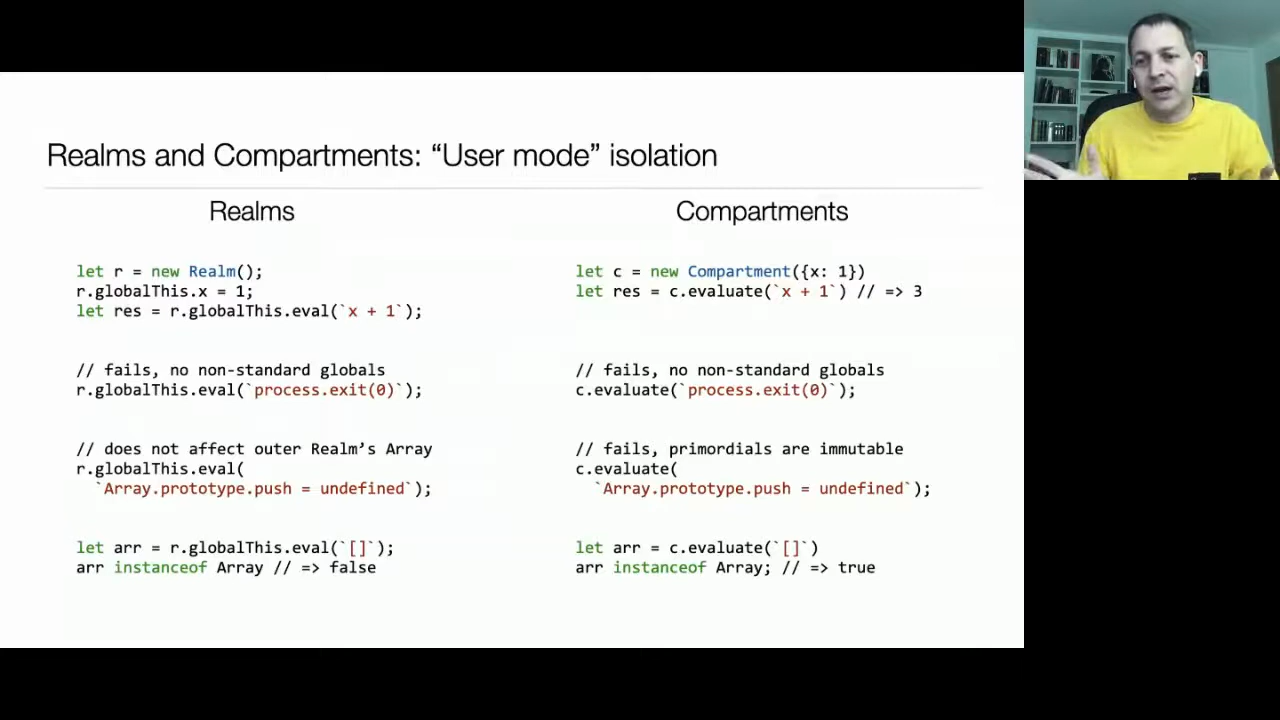 Realms and Compartments: “User mode” isolation
Realms
let r = new Realm();
r.globalThis.x = 1;
let res = r.globalThis.eval(`x + 1`);
// fails, no non-standard globals
r.globalThis.eval(`process.exit(0)`);
// does not affect outer Realm’s Array
r.globalThis.eval(
`Array.prototype.push = undefined`);
let arr = r.globalThis.eval(`[]`);
arr instanceof Array // => false
Compartments
let c = new Compartment({x: 1})
let res = c.evaluate(`x + 1`) // => 3
// fails, no non-standard globals
c.evaluate(`process.exit(0)`);
// fails, primordials are immutable
c.evaluate(
`Array.prototype.push = undefined`);
let arr = c.evaluate(`[]`)
arr instanceof Array; // => true